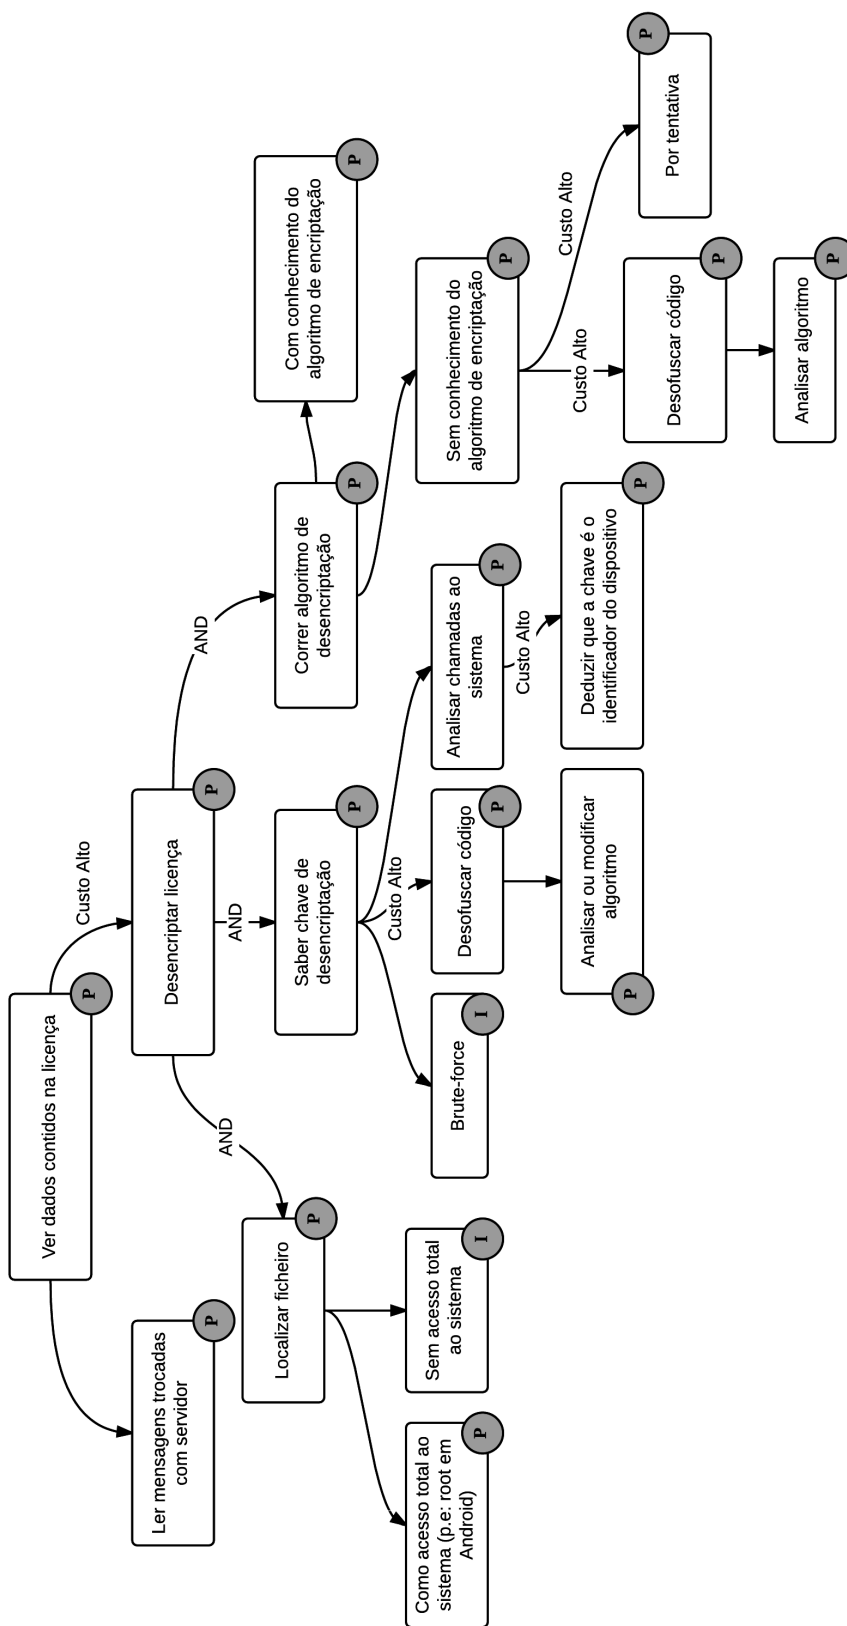 Ver dados contidos na licença
P
Custo Alto
Ler mensagens trocadas
com servidor
P
Desencriptar licença
P
AND
AND
AND
Localizar ficheiro
P
Saber chave de
desencriptação
P
Correr algoritmo de
desencriptação
P
Com conhecimento do
algoritmo de encriptação
P
Como acesso total ao
sistema (p.e: root em
Android)
P
Sem acesso total
ao sistema
I
Brute-force
I
Custo Alto
Desofuscar código
P
Analisar chamadas ao
sistema
P
Sem conhecimento do
algoritmo de encriptação
P
Custo Alto
Custo Alto
Custo Alto
Analisar ou modificar
algoritmo
P
Deduzir que a chave é o
identificador do dispositivo
P
Desofuscar código
P
Por tentativa
P
Analisar algoritmo
P